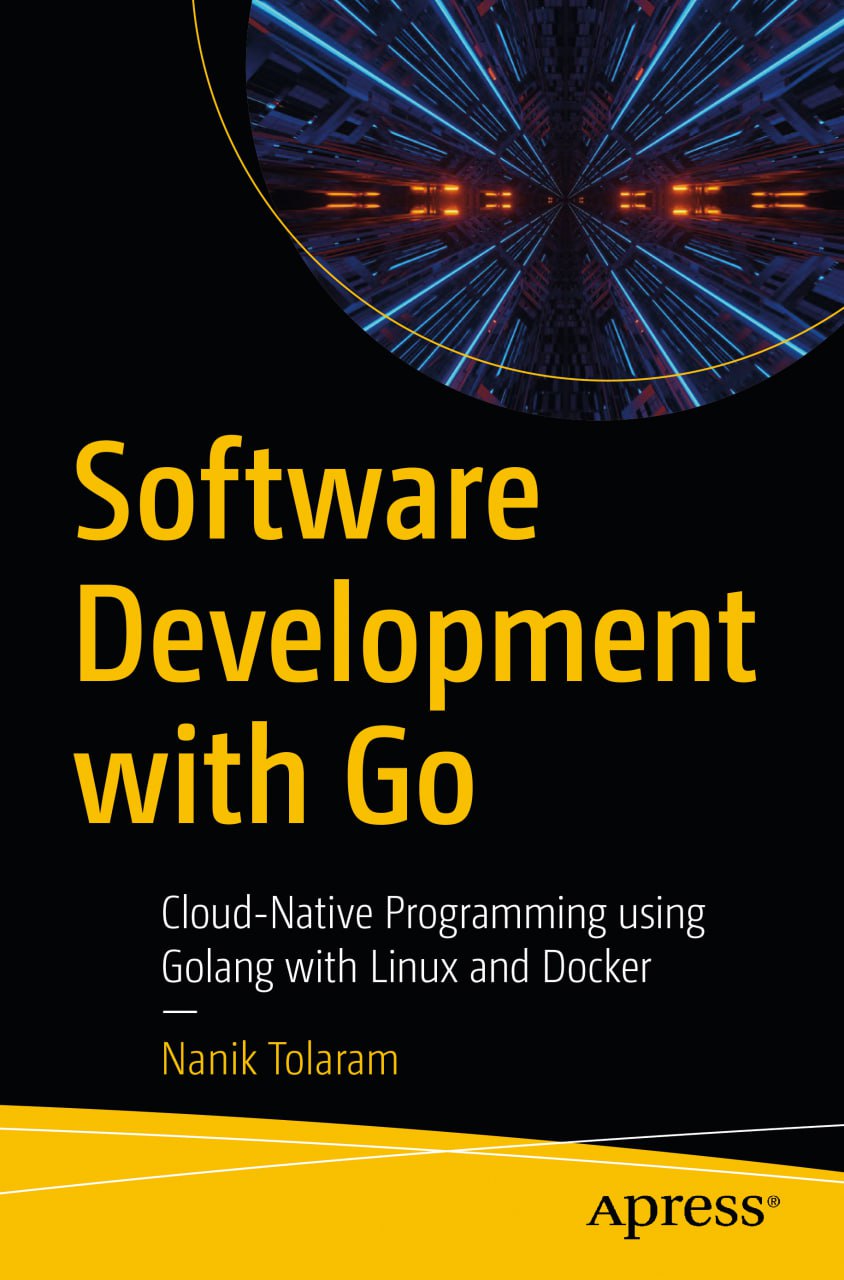 Software
Development
with Go
Cloud-Native Programming using
Golang with Linux and Docker
Nanik Tolaram
Apress®